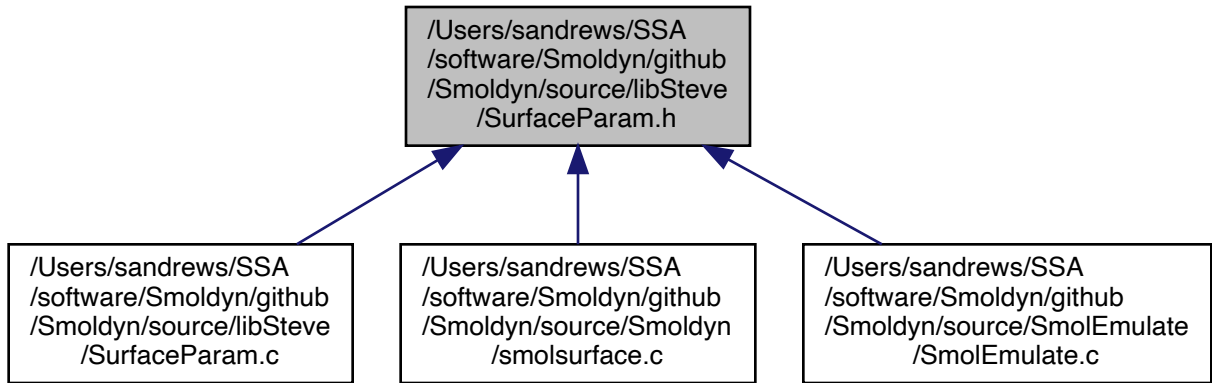 /Users/sandrews/SSA
/software/Smoldyn/github
/Smoldyn/source/libSteve
/SurfaceParam.h
/Users/sandrews/SSA
/software/Smoldyn/github
/Smoldyn/source/libSteve
/SurfaceParam.c
/Users/sandrews/SSA
/software/Smoldyn/github
/Smoldyn/source/Smoldyn
/smolsurface.c
/Users/sandrews/SSA
/software/Smoldyn/github
/Smoldyn/source/SmolEmulate
/SmolEmulate.c